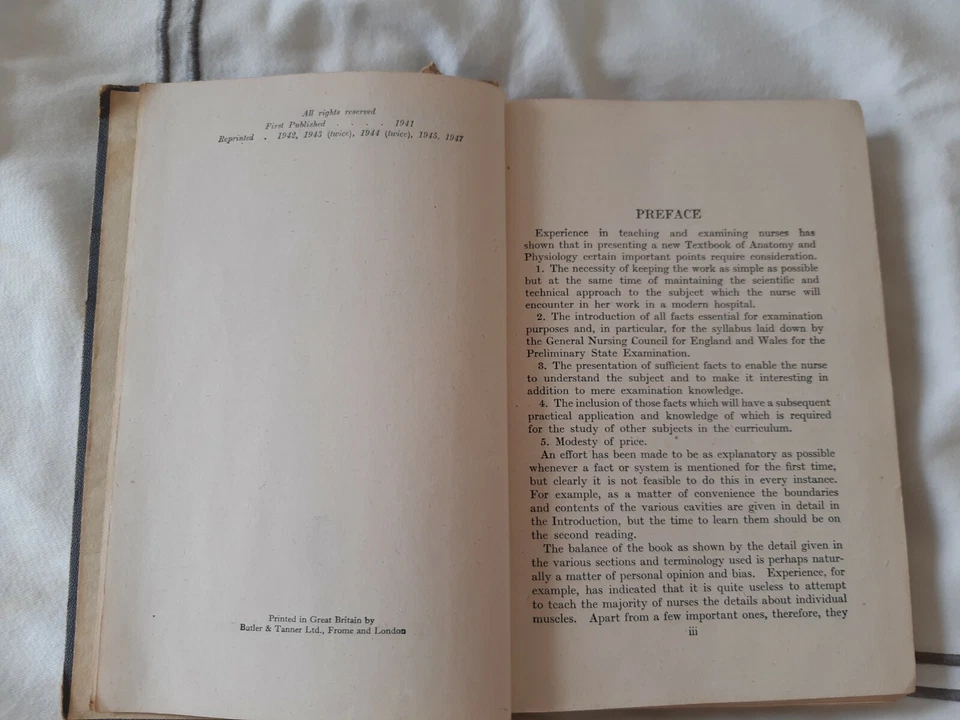 All rights reserved
First Published . . . . 1941
Reprinted . 1942, 1943 (twice), 1944 (twice), 1945, 1947
Printed in Great Britain by
Butler & Tanner Ltd., Frome and London
PREFACE
Experience in teaching and examining nurses has
shown that in presenting a new Textbook of Anatomy and
Physiology certain important points require consideration.
1. The necessity of keeping the work as simple as possible
but at the same time of maintaining the scientific and
technical approach to the subject which the nurse will
encounter in her work in a modern hospital.
2. The introduction of all facts essential for examination
purposes and, in particular, for the syllabus laid down by
the General Nursing Council for England and Wales for the
Preliminary State Examination.
3. The presentation of sufficient facts to enable the nurse
to understand the subject and to make it interesting in
addition to mere examination knowledge.
4. The inclusion of those facts which will have a subsequent
practical application and knowledge of which is required
for the study of other subjects in the curriculum.
5. Modesty of price.
An effort has been made to be as explanatory as possible
whenever a fact or system is mentioned for the first time,
but clearly it is not feasible to do this in every instance.
For example, as a matter of convenience the boundaries
and contents of the various cavities are given in detail in
the Introduction, but the time to learn them should be on
the second reading.
The balance of the book as shown by the detail given in
the various sections and terminology used is perhaps natur-
ally a matter of personal opinion and bias. Experience, for
example, has indicated that it is quite useless to attempt
to teach the majority of nurses the details about individual
muscles. Apart from a few important ones, therefore, they
iii